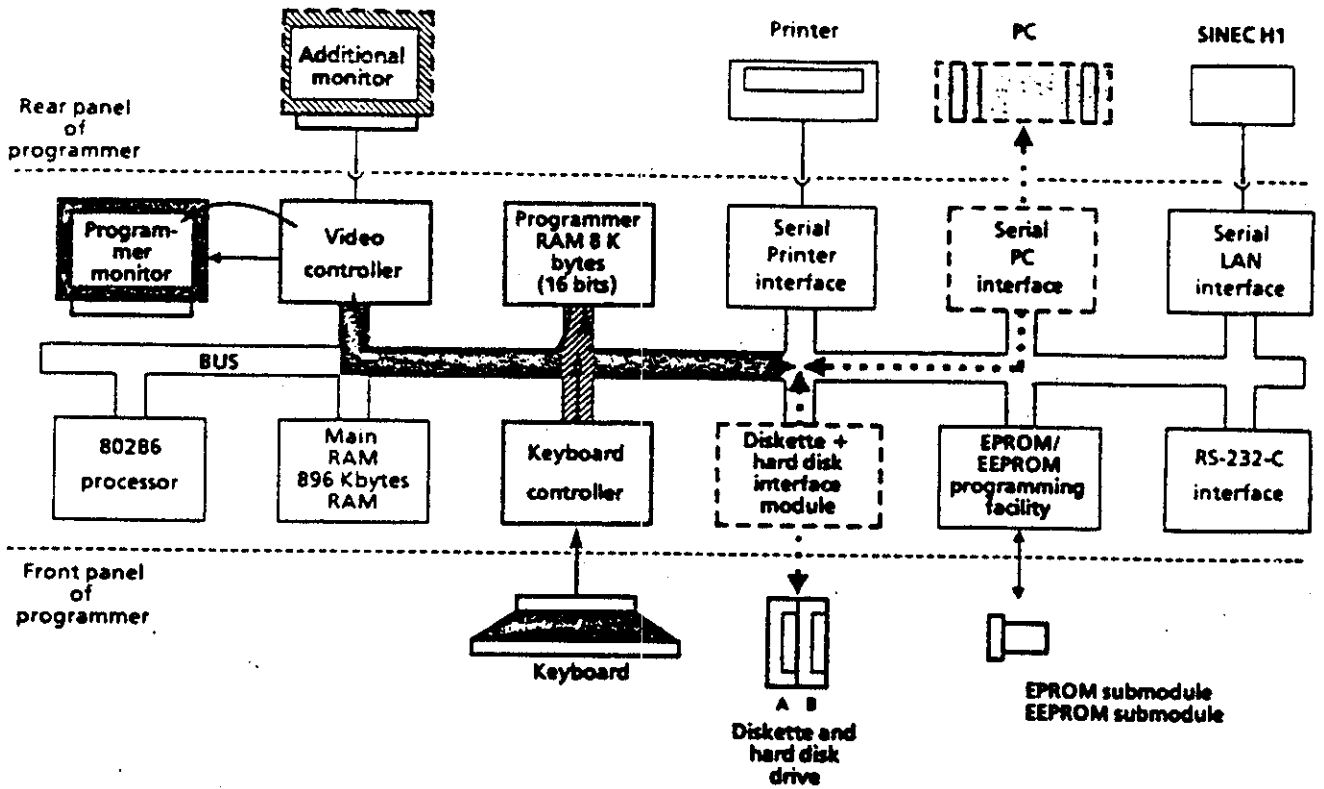 Additional
monitor
Printer
PC
SINEC H1
Rear panel
of
programmer
Program-
mer
monitor
Video
controller
Programmer
RAM 8 K
bytes
(16 bits)
Serial
Printer
interface
Serial
PC
interface
Serial
LAN
interface
BUS
80286
processor
Main
RAM
896 Kbytes
RAM
Keyboard
controller
Diskette +
hard disk
interface
module
EPROM/
EEPROM
programming
facility
RS-232-C
interface
Front panel
of
programmer
Keyboard
A B
Diskette and
hard disk
drive
EPROM submodule
EEPROM submodule